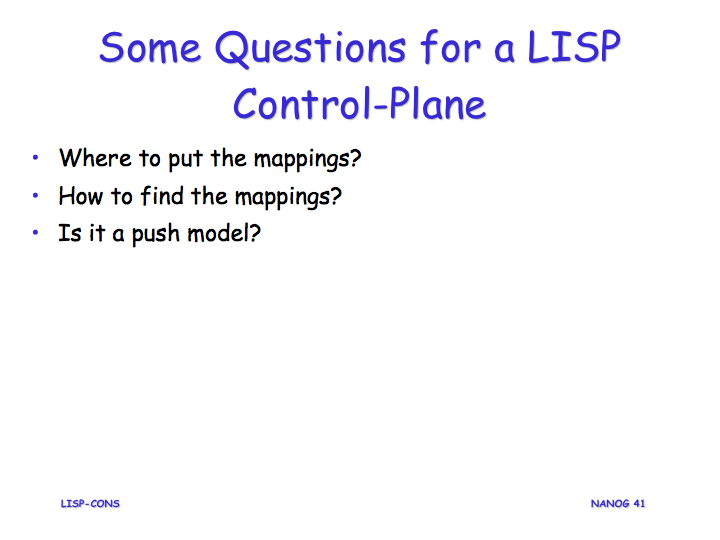 Some Questions for a LISP
Control-Plane
• Where to put the mappings?
• How to find the mappings?
• Is it a push model?
LISP-CONS
NANOG 41